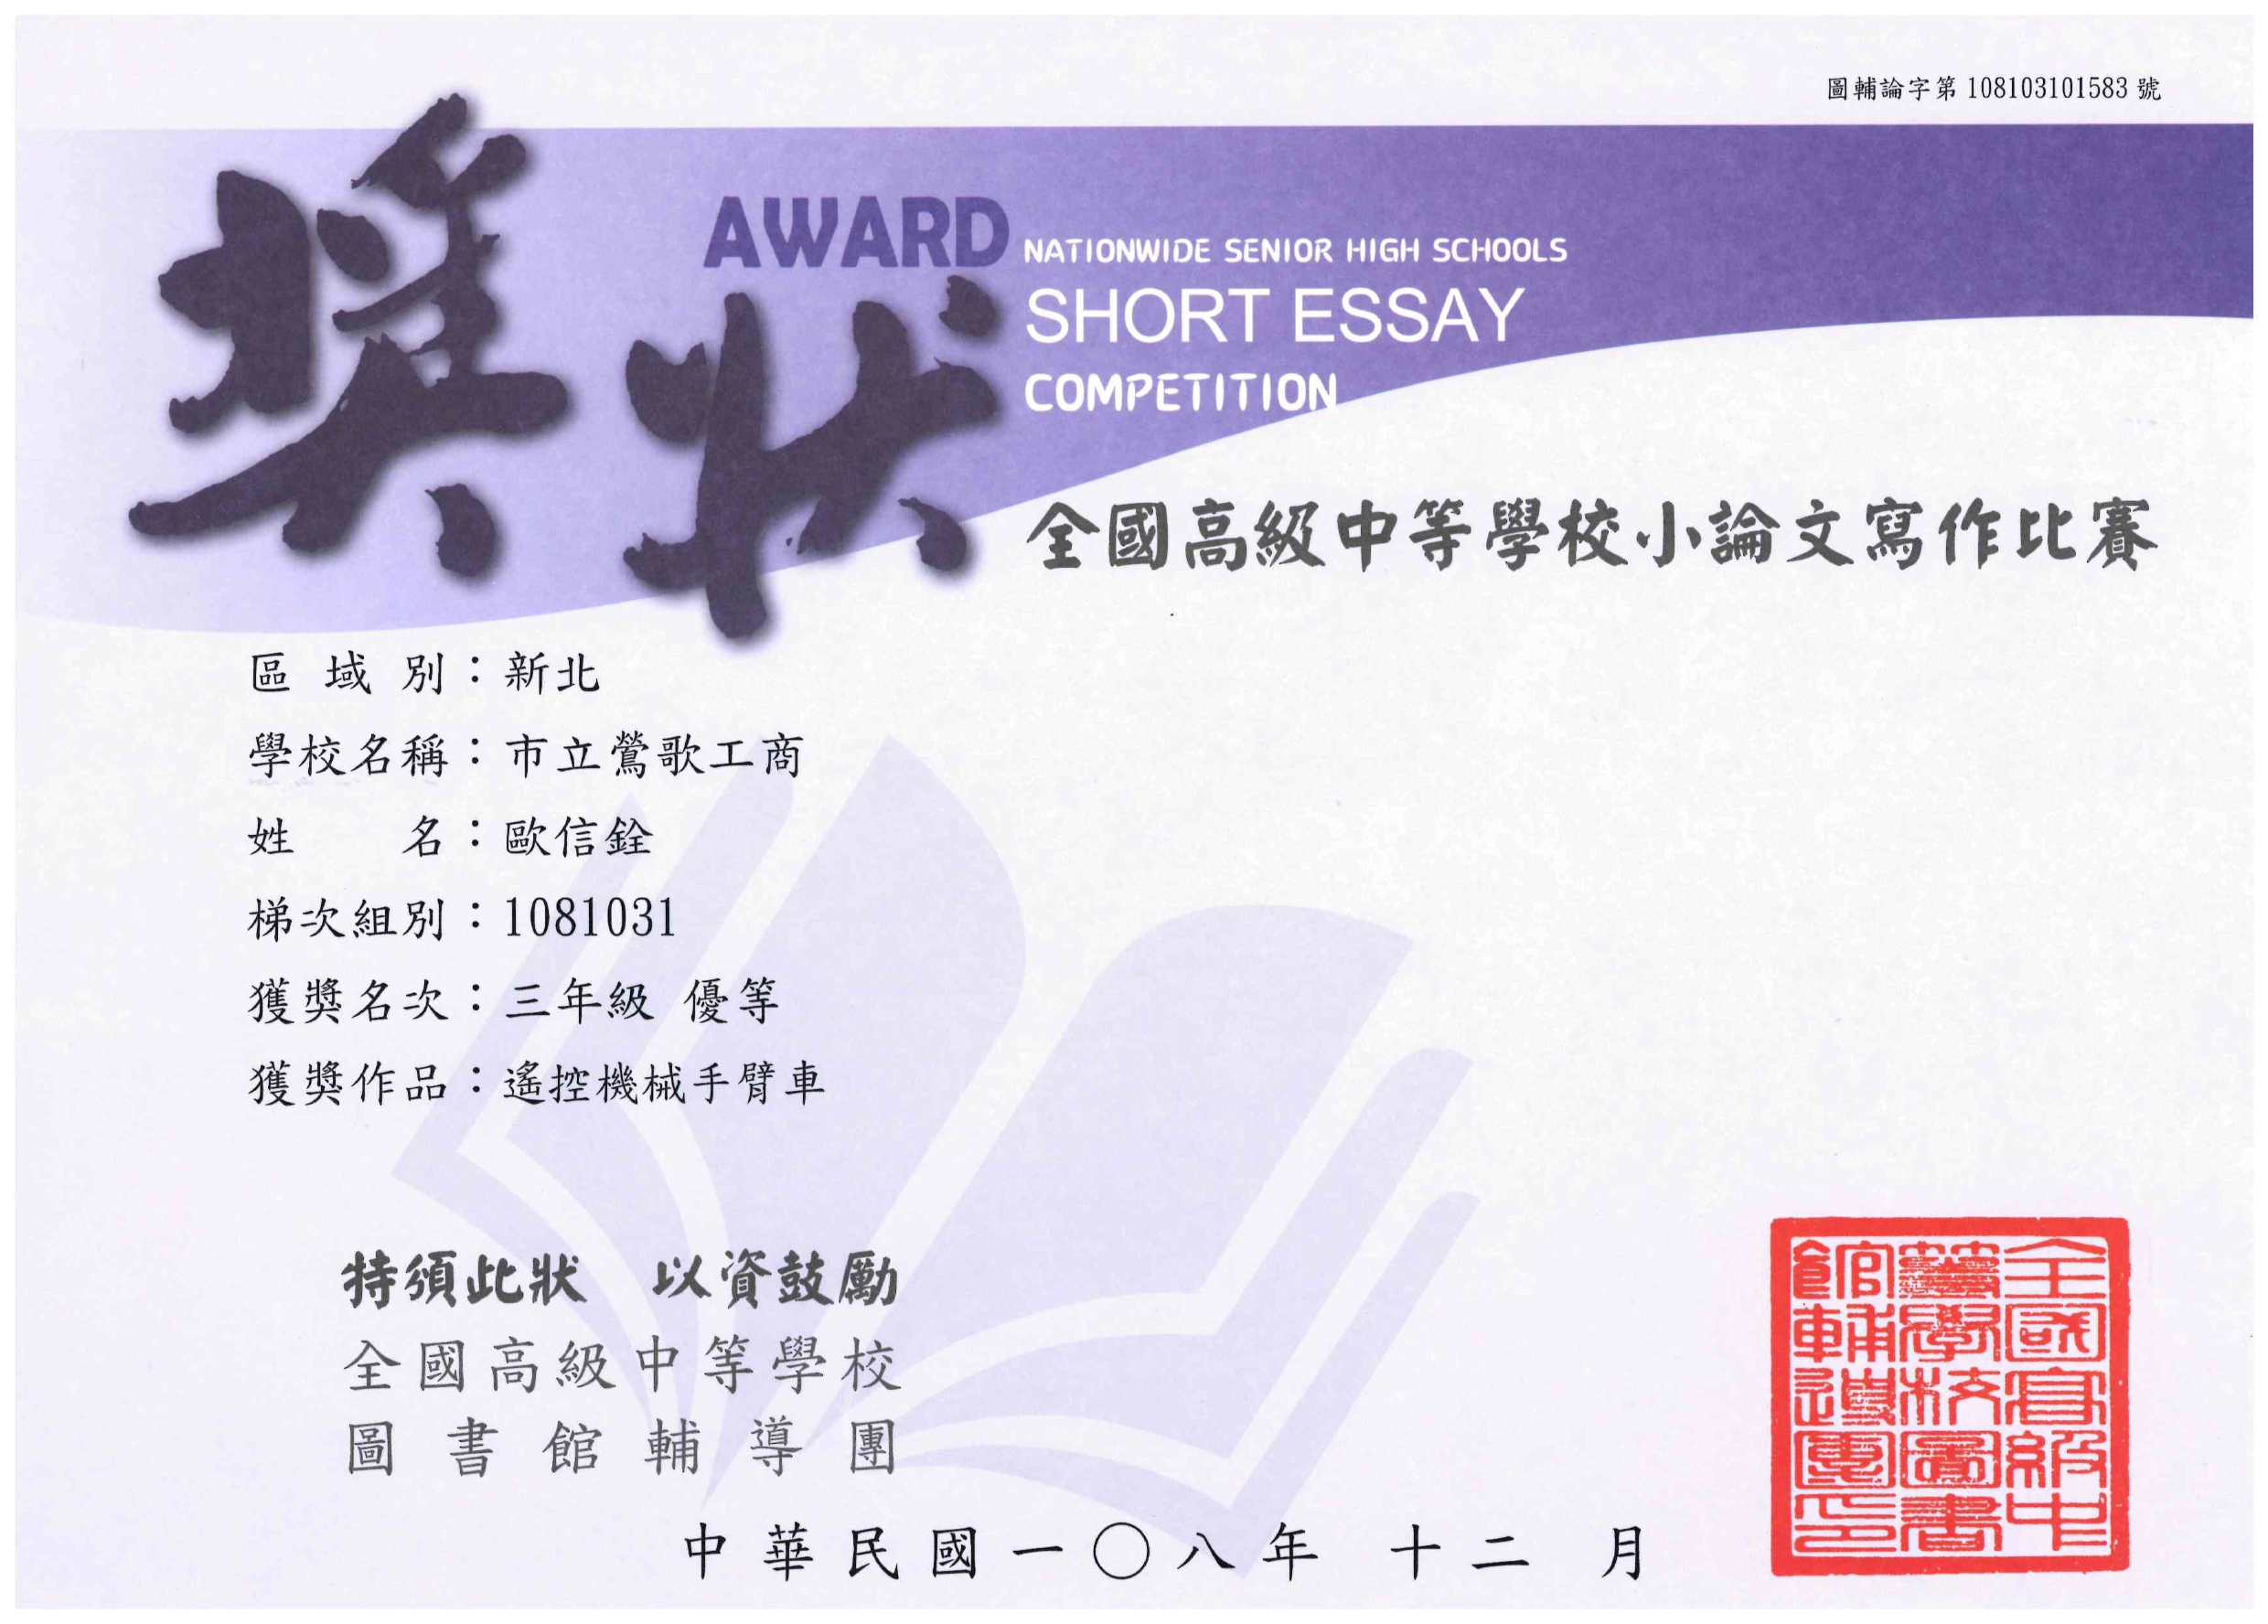 圖輔論字第 108103101583 號
獎狀
AWARD
NATIONWIDE SENIOR HIGH SCHOOLS
SHORT ESSAY
COMPETITION
全國高級中等學校小論文寫作比賽
區域別：新北
學校名稱：市立鶯歌工商
姓名：歐信銓
梯次組別：1081031
獲獎名次：三年級 優等
獲獎作品：遙控機械手臂車
特頒此狀 以資鼓勵
全國高級中等學校
圖書館輔導團
中華民國一〇八年 十二 月
全國高級中
等學校圖書
館輔導團印